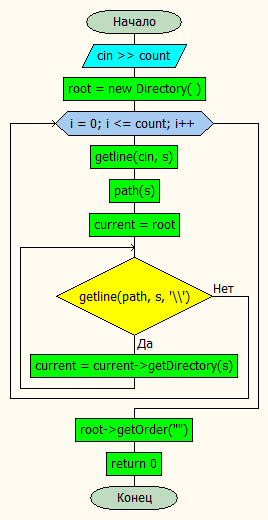 Начало
cin >> count
root = new Directory( )
i = 0; i <= count; i++
getline(cin, s)
path(s)
current = root
getline(path, s, '\\')
Нет
Да
current = current->getDirectory(s)
root->getOrder("")
return 0
Конец